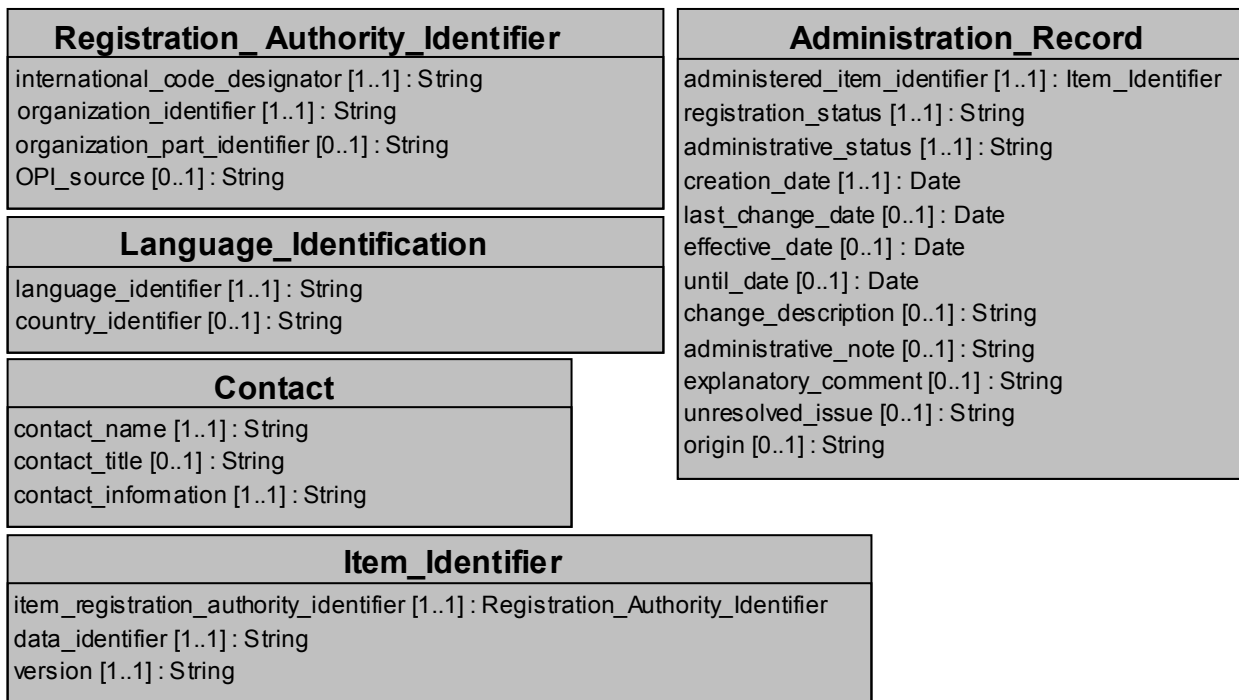 Registration_ Authority_Identifier
international_code_designator [1..1] : String
organization_identifier [1..1] : String
organization_part_identifier [0..1] : String
OPI_source [0..1] : String
Language_Identification
language_identifier [1..1] : String
country_identifier [0..1] : String
Contact
contact_name [1..1] : String
contact_title [0..1] : String
contact_information [1..1] : String
Administration_Record
administered_item_identifier [1..1] : Item_Identifier
registration_status [1..1] : String
administrative_status [1..1] : String
creation_date [1..1] : Date
last_change_date [0..1] : Date
effective_date [0..1] : Date
until_date [0..1] : Date
change_description [0..1] : String
administrative_note [0..1] : String
explanatory_comment [0..1] : String
unresolved_issue [0..1] : String
origin [0..1] : String
Item_Identifier
item_registration_authority_identifier [1..1] : Registration_Authority_Identifier
data_identifier [1..1] : String
version [1..1] : String